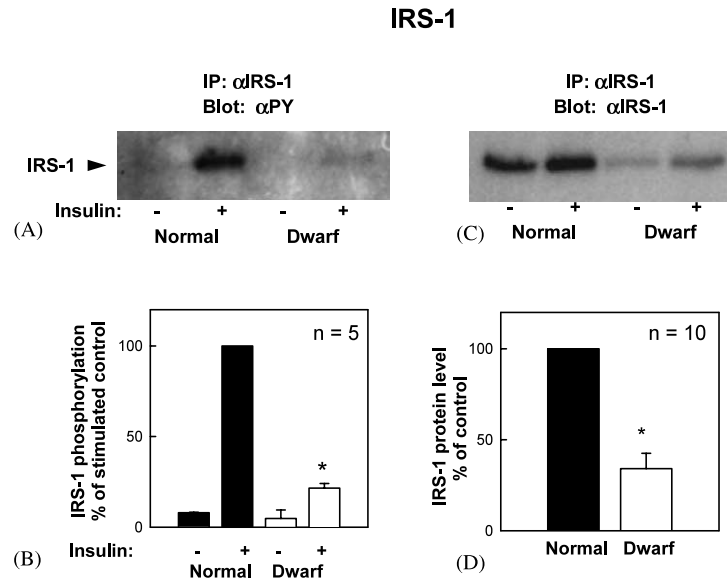 IRS-1
IP: αIRS-1
Blot: αPY
IRS-1
Insulin: - + - +
Normal Dwarf
(A)
IP: αIRS-1
Blot: αIRS-1
- + - +
Normal Dwarf
(C)
IRS-1 phosphorylation
% of stimulated control
100
50
0
n = 5
*
Insulin: - + - +
Normal Dwarf
(B)
IRS-1 protein level
% of control
100
50
0
n = 10
*
Normal Dwarf
(D)